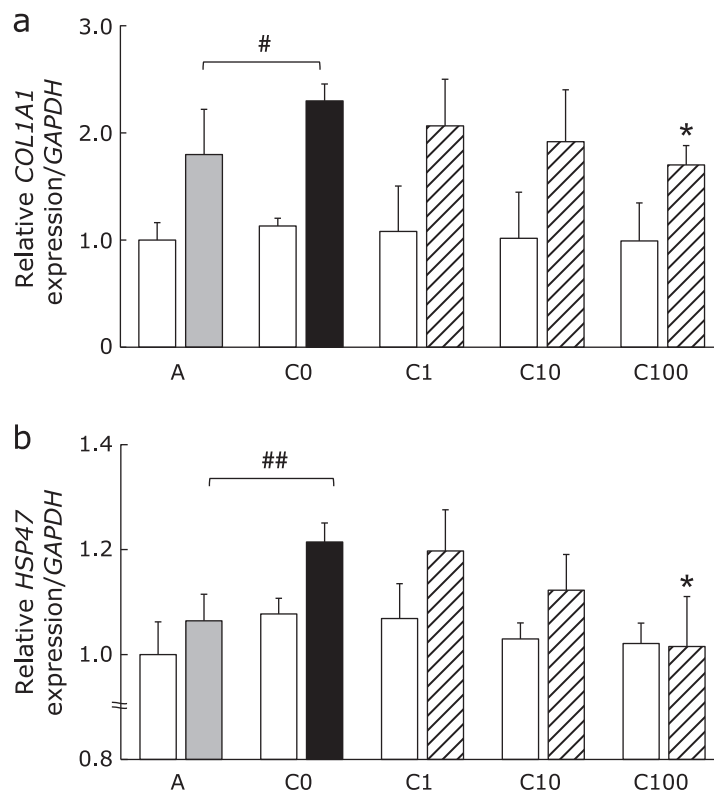 a
Relative COL1A1
expression/GAPDH
3.0
2.0
1.0
0
#
*
A C0 C1 C10 C100
b
Relative HSP47
expression/GAPDH
1.4
1.2
1.0
0.8
##
*
A C0 C1 C10 C100